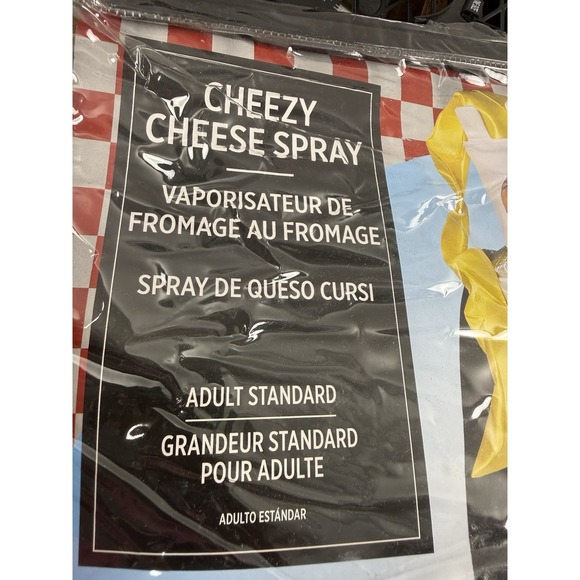 CHEEZY
CHEESE SPRAY
VAPORISATEUR DE
FROMAGE AU FROMAGE
SPRAY DE QUESO CURSI
ADULT STANDARD
GRANDEUR STANDARD
POUR ADULTE
ADULTO ESTÁNDAR